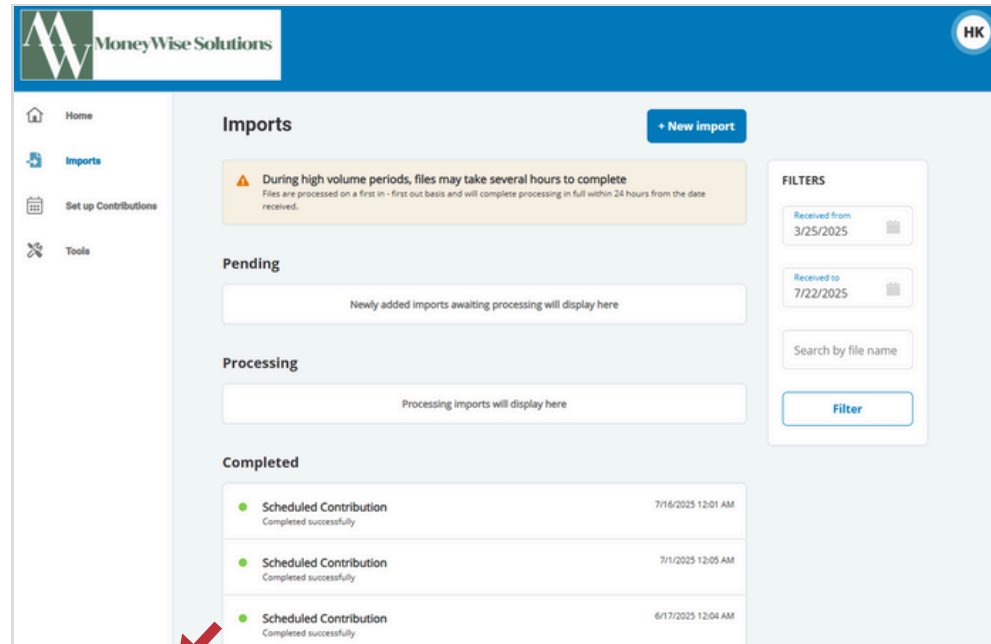 MW MoneyWise Solutions
HK
Home
Imports
Set up Contributions
Tools
Imports
+ New import
During high volume periods, files may take several hours to complete
Files are processed on a first in - first out basis and will complete processing in full within 24 hours from the date
received.
Pending
Newly added imports awaiting processing will display here
Processing
Processing imports will display here
Completed
Scheduled Contribution
7/16/2025 12:01 AM
Completed successfully
Scheduled Contribution
7/1/2025 12:05 AM
Completed successfully
Scheduled Contribution
6/17/2025 12:04 AM
Completed successfully
FILTERS
Received from
3/25/2025
Received to
7/22/2025
Search by file name
Filter